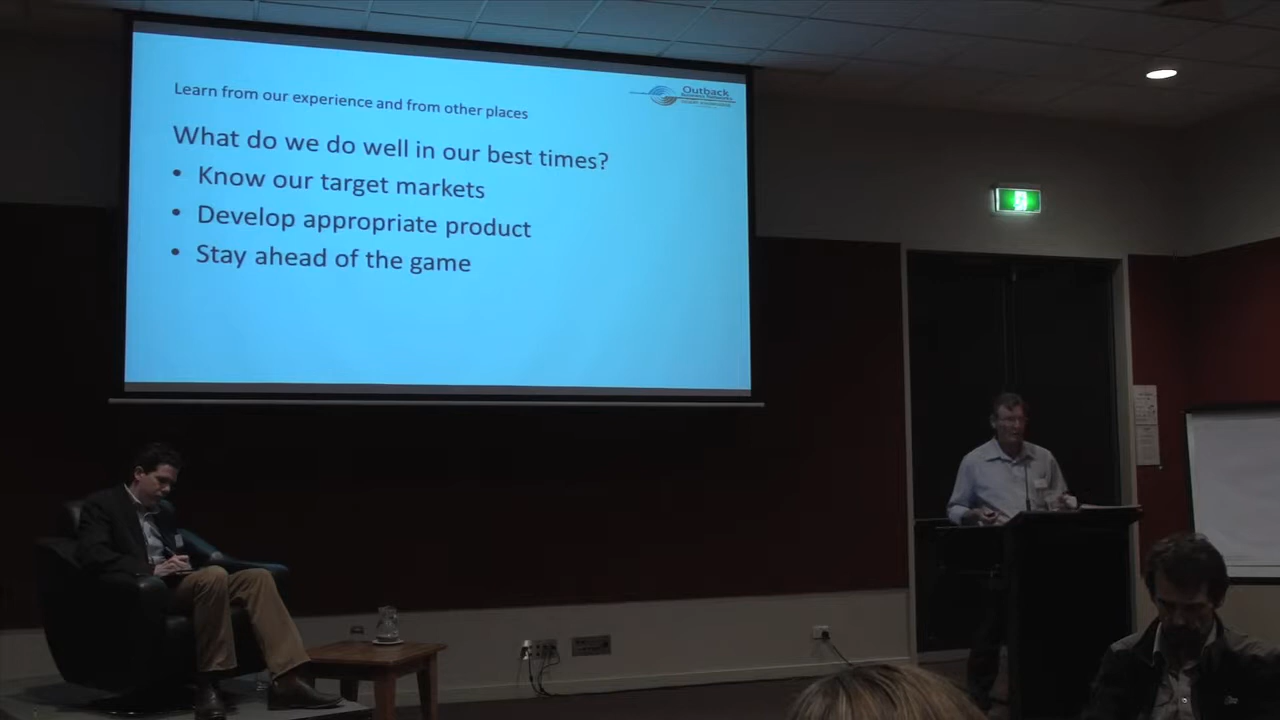 Learn from our experience and from other places
Outback
What do we do well in our best times?
• Know our target markets
• Develop appropriate product
• Stay ahead of the game